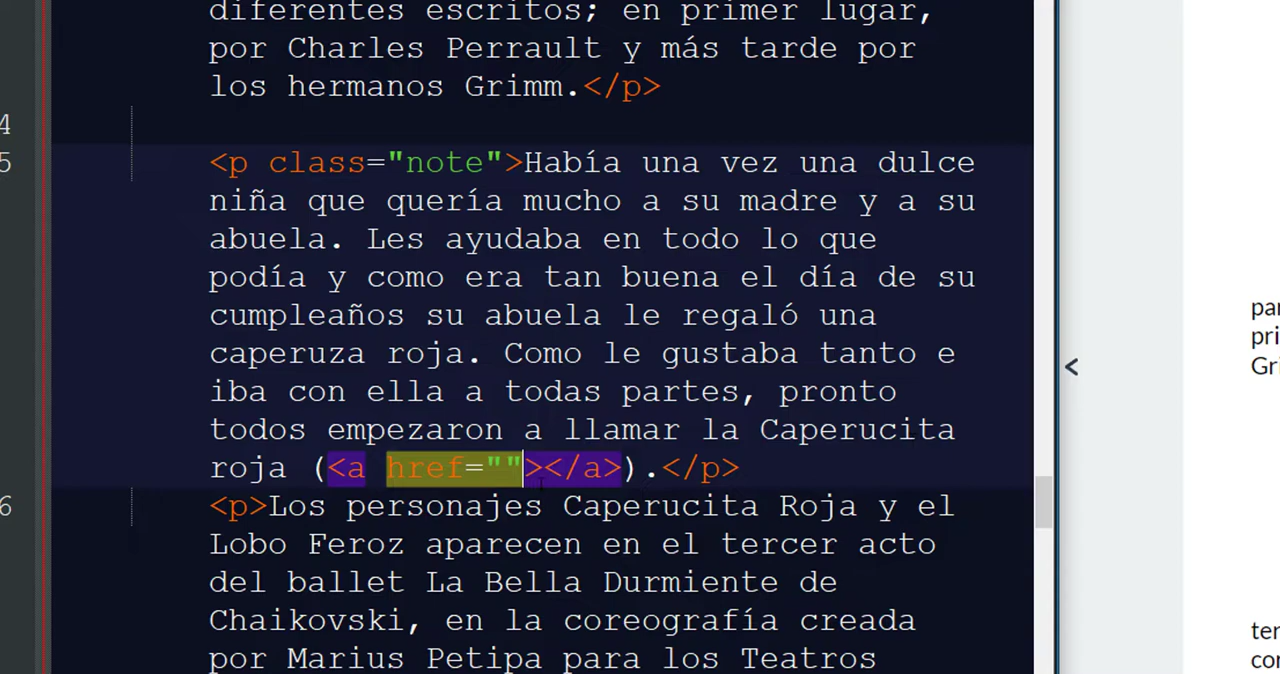 diferentes escritos; en primer lugar,
por Charles Perrault y más tarde por
los hermanos Grimm.</p>
4
5
<p class="note">Había una vez una dulce
niña que quería mucho a su madre y a su
abuela. Les ayudaba en todo lo que
podía y como era tan buena el día de su
cumpleaños su abuela le regaló una
caperuza roja. Como le gustaba tanto e
iba con ella a todas partes, pronto
todos empezaron a llamar la Caperucita
roja (<a href=""></a>).</p>
6
<p>Los personajes Caperucita Roja y el
Lobo Feroz aparecen en el tercer acto
del ballet La Bella Durmiente de
Chaikovski, en la coreografía creada
por Marius Petipa para los Teatros
<